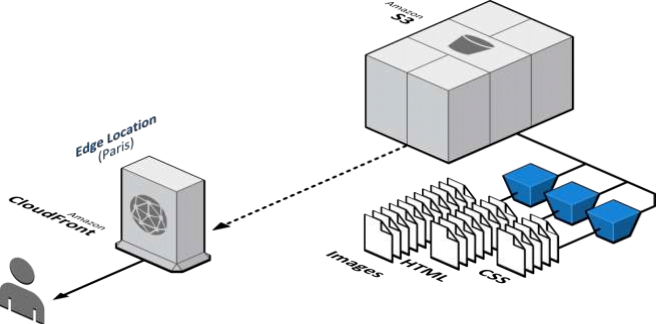 Amazon
S3
Edge Location
(Paris)
Amazon
CloudFront
Images
HTML
CSS